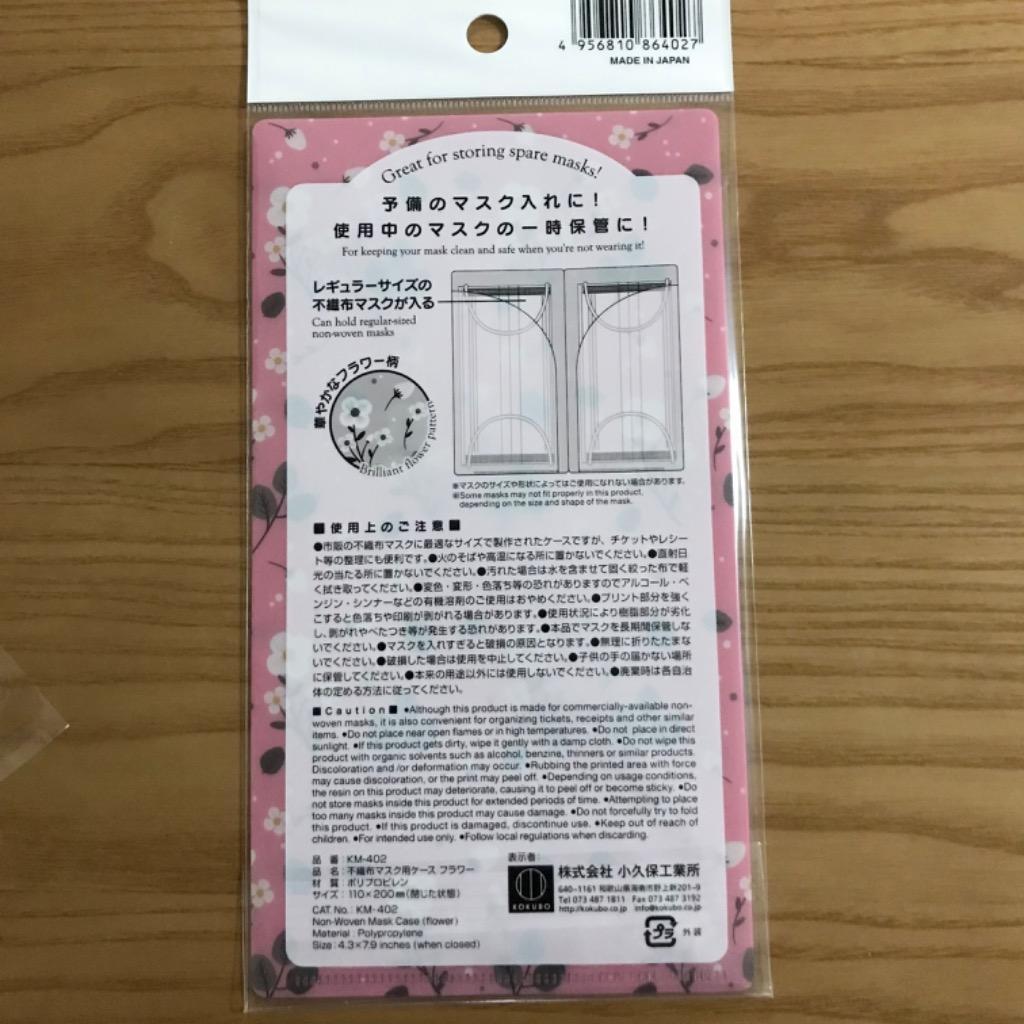 4 956810 864027
MADE IN JAPAN
Great for storing spare masks!
予備のマスク入れに！
使用中のマスクの一時保管に！
For keeping your mask clean and safe when you're not wearing it!
レギュラーサイズの
不織布マスクが入る
Can hold regular-sized
non-woven masks
華やかなフラワー柄
Brilliant flower pattern
※マスクのサイズや形状によってはご使用になれない場合があります。
※Some masks may not fit properly in this product,
depending on the size and shape of the mask.
■使用上のご注意■
●市販の不織布マスクに最適なサイズで製作されたケースですが、チケットやレシー
ト等の整理にも便利です。●火のそばや高温になる所に置かないでください。●直射日
光の当たる所に置かないでください。●汚れた場合は水を含ませて固く絞った布で軽
く拭き取ってください。●変色・変形・色落ち等の恐れがありますのでアルコール・ベ
ンジン・シンナーなどの有機溶剤のご使用はおやめください。●プリント部分を強く
こすると色落ちや印刷が剥がれる場合があります。●使用状況により樹脂部分が劣化
し、剥がれやべたつき等が発生する恐れがあります。●本品でマスクを長期間保管しな
いでください。●マスクを入れすぎると破損の原因となります。●無理に折りたたまな
いでください。●破損した場合は使用を中止してください。●子供の手の届かない場所
に保管してください。●本来の用途以外には使用しないでください。●廃棄時は各自治
体の定める方法に従ってください。
■Caution■ ●Although this product is made for commercially-available non-
woven masks, it is also convenient for organizing tickets, receipts and other similar
items. ●Do not place near open flames or in high temperatures. ●Do not place in direct
sunlight. ●If this product gets dirty, wipe it gently with a damp cloth. ●Do not wipe this
product with organic solvents such as alcohol, benzine, thinners or similar products.
Discoloration and /or deformation may occur. ●Rubbing the printed area with force
may cause discoloration, or the print may peel off. ●Depending on usage conditions,
the resin on this product may deteriorate, causing it to peel off or become sticky. ●Do
not store masks inside this product for extended periods of time. ●Attempting to place
too many masks inside this product may cause damage. ●Do not forcefully try to fold
this product. ●If this product is damaged, discontinue use. ●Keep out of reach of
children. ●For intended use only. ●Follow local regulations when discarding.
品 番：KM-402
品 名：不織布マスク用ケース フラワー
材 質：ポリプロピレン
サイズ：110×200㎜(閉じた状態)
CAT. No.：KM-402
Non-Woven Mask Case (flower)
Material：Polypropylene
Size：4.3×7.9 inches (when closed)
表示者：
KOKUBO
株式会社 小久保工業所
640-1161 和歌山県海南市野上新201-9
Tel 073 487 1811 Fax 073 487 3192
http://kokubo.co.jp info@kokubo.co.jp
プラ 外装